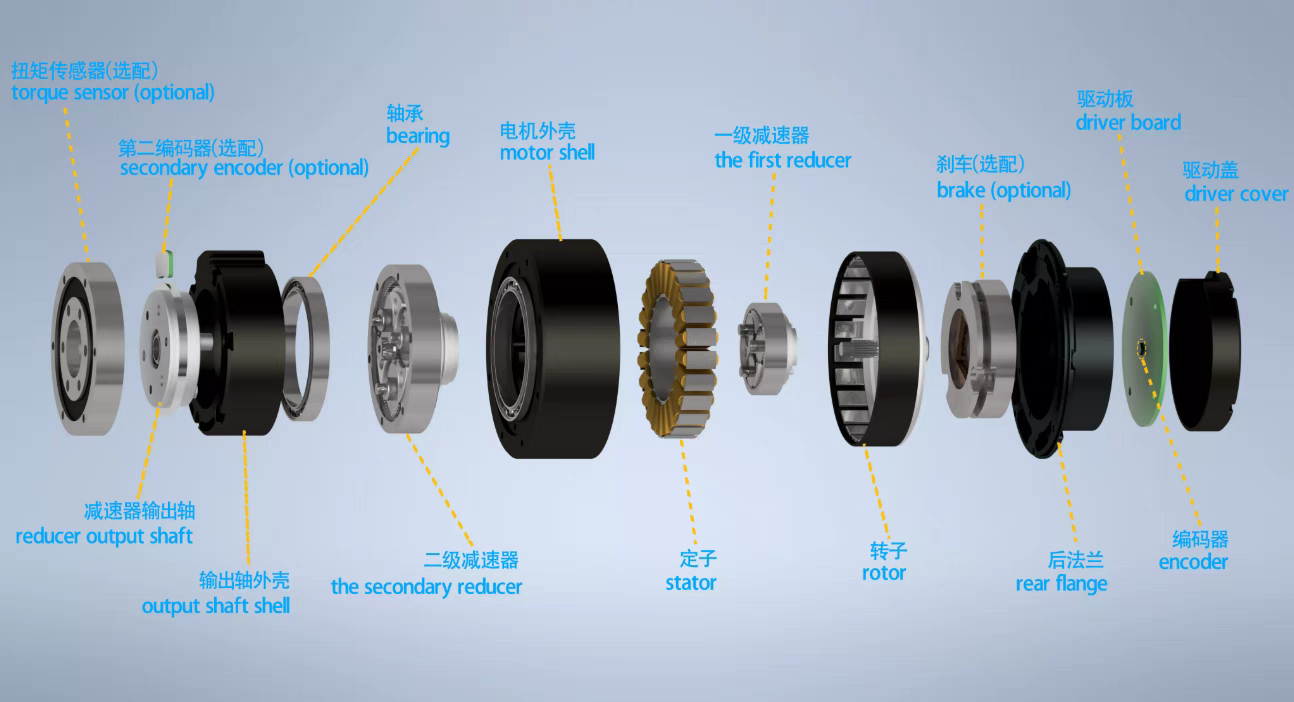 扭矩传感器(选配)
torque sensor (optional)
第二编码器(选配)
secondary encoder (optional)
轴承
bearing
电机外壳
motor shell
一级减速器
the first reducer
刹车(选配)
brake (optional)
驱动板
driver board
驱动盖
driver cover
减速器输出轴
reducer output shaft
输出轴外壳
output shaft shell
二级减速器
the secondary reducer
定子
stator
转子
rotor
后法兰
rear flange
编码器
encoder